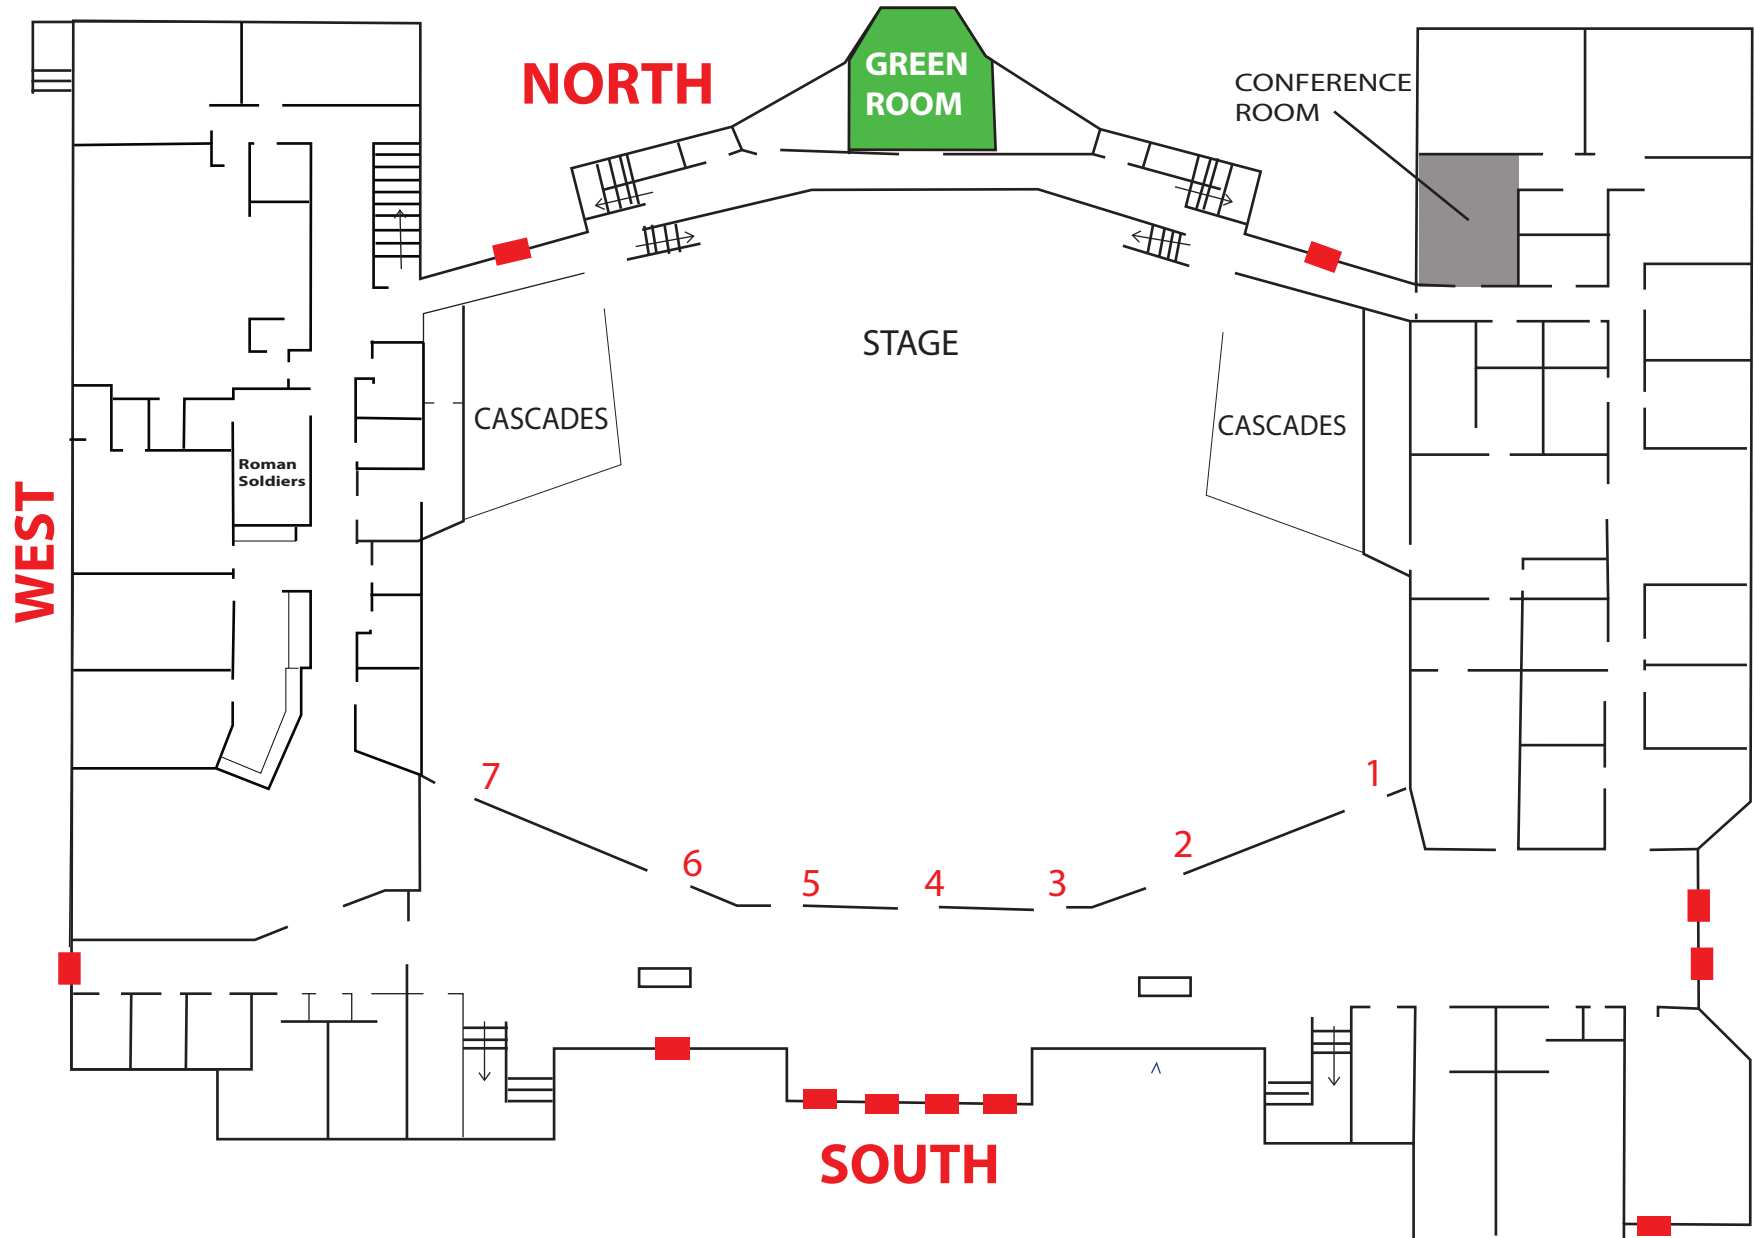 NORTH
GREEN
ROOM
CONFERENCE
ROOM
STAGE
CASCADES
CASCADES
Roman
Soldiers
WEST
7
6
5
4
3
2
1
SOUTH